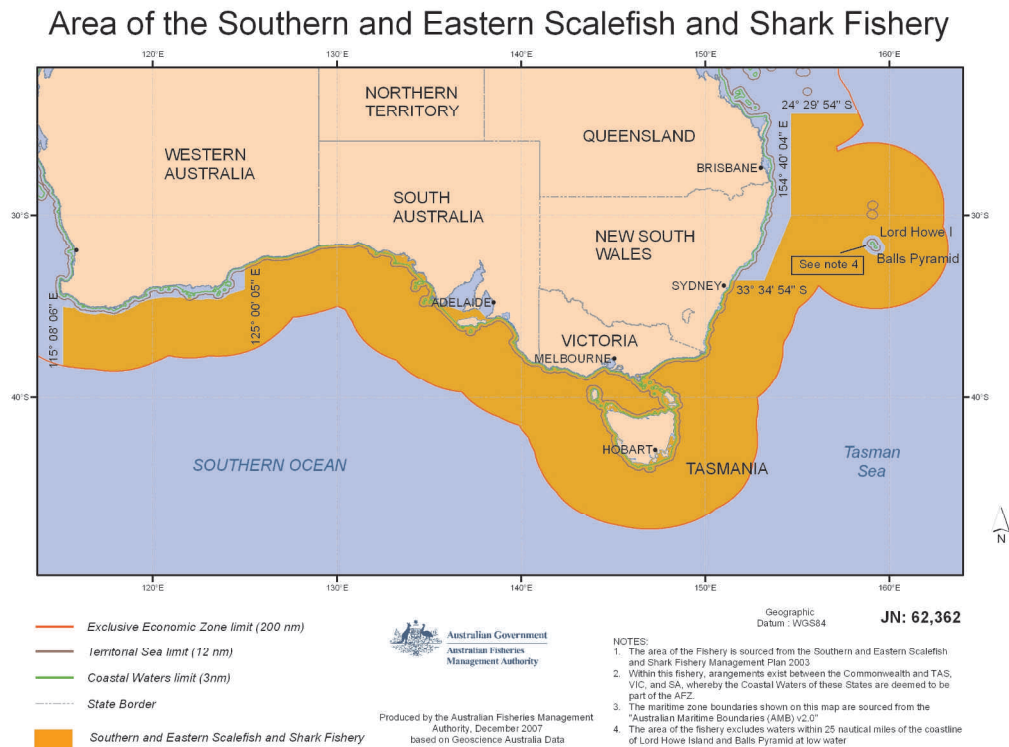 Area of the Southern and Eastern Scalefish and Shark Fishery
120°E 130°E 140°E 150°E 160°E
24° 29' 54" S
NORTHERN
TERRITORY
QUEENSLAND
WESTERN
AUSTRALIA
BRISBANE
154° 40' 04" E
SOUTH
AUSTRALIA
30°S 30°S
NEW SOUTH
WALES
Lord Howe I
See note 4
Balls Pyramid
SYDNEY
33° 34' 54" S
ADELAIDE
125° 00' 05" E
115° 08' 06" E
VICTORIA
MELBOURNE
40°S 40°S
HOBART
TASMANIA
SOUTHERN OCEAN
Tasman
Sea
N
120°E 130°E 140°E 150°E 160°E
Exclusive Economic Zone limit (200 nm)
Territorial Sea limit (12 nm)
Coastal Waters limit (3nm)
State Border
Southern and Eastern Scalefish and Shark Fishery
Australian Government
Australian Fisheries
Management Authority
Produced by the Australian Fisheries Management
Authority, December 2007
based on Geoscience Australia Data
Geographic
Datum : WGS84
JN: 62,362
NOTES:
1. The area of the Fishery is sourced from the Southern and Eastern Scalefish
and Shark Fishery Management Plan 2003
2. Within this fishery, arangements exist between the Commonwealth and TAS,
VIC, and SA, whereby the Coastal Waters of these States are deemed to be
part of the AFZ.
3. The maritime zone boundaries shown on this map are sourced from the
"Australian Maritime Boundaries (AMB) v2.0"
4. The area of the fishery excludes waters within 25 nautical miles of the coastline
of Lord Howe Island and Balls Pyramid at low water